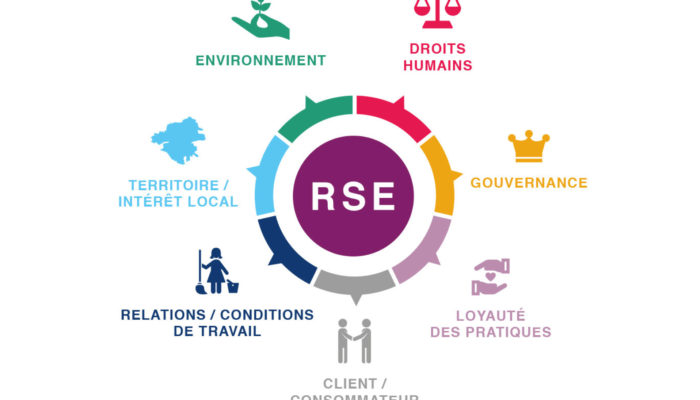 ENVIRONNEMENT
DROITS
HUMAINS
GOUVERNANCE
TERRITOIRE /
INTÉRÊT LOCAL
RSE
RELATIONS / CONDITIONS
DE TRAVAIL
LOYAUTÉ
DES PRATIQUES
CLIENT /
CONSOMMATEUR